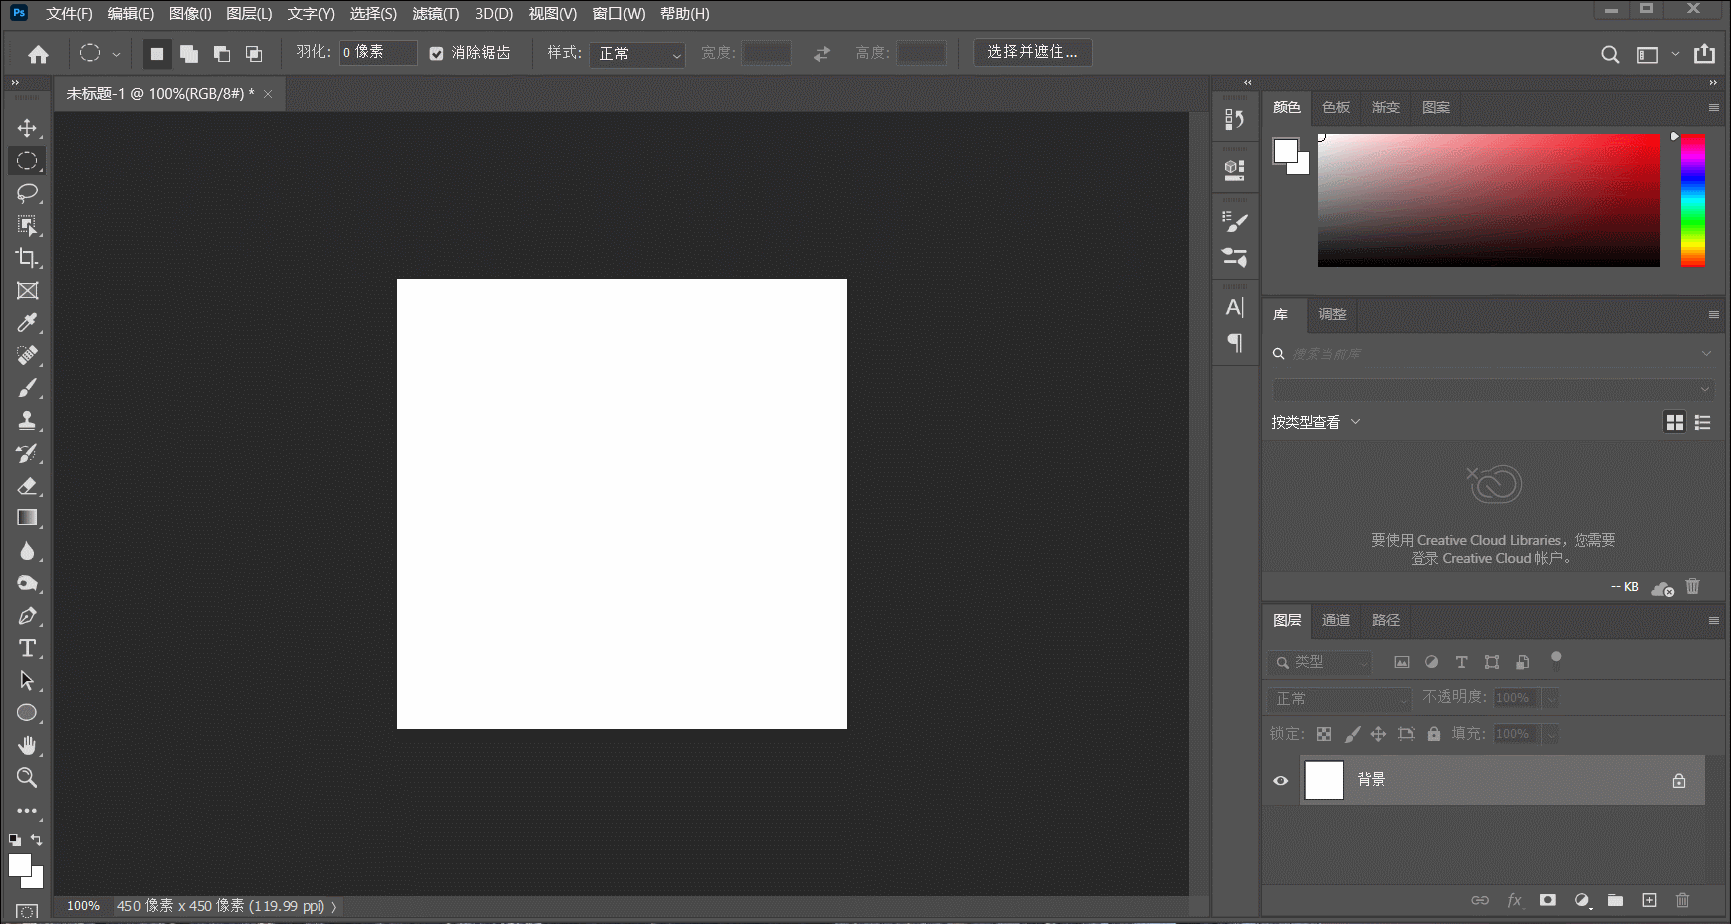 Ps 文件(F) 编辑(E) 图像(I) 图层(L) 文字(Y) 选择(S) 滤镜(T) 3D(D) 视图(V) 窗口(W) 帮助(H)
羽化: 0 像素 消除锯齿 样式: 正常 宽度: 高度: 选择并遮住...
未标题-1 @ 100%(RGB/8#) *
颜色 色板 渐变 图案
库 调整
搜索当前库
按类型查看
要使用 Creative Cloud Libraries，您需要
登录 Creative Cloud 帐户。
-- KB
图层 通道 路径
类型
正常 不透明度: 100%
锁定: 填充: 100%
背景
fx
100% 450 像素 x 450 像素 (119.99 ppi)